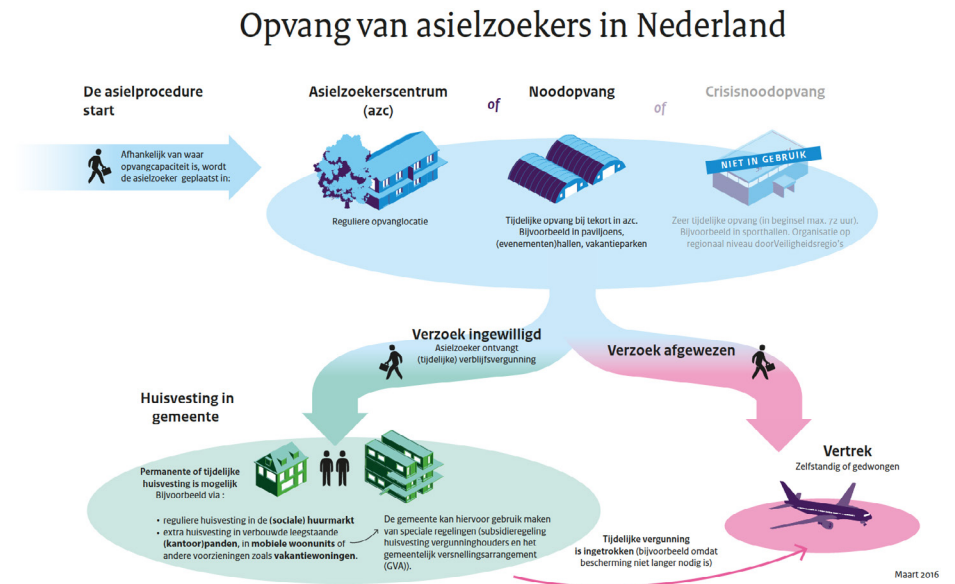 Opvang van asielzoekers in Nederland
De asielprocedure
start
Afhankelijk van waar
opvangcapaciteit is, wordt
de asielzoeker geplaatst in:
Asielzoekerscentrum
(azc)
Reguliere opvanglocatie
of
Noodopvang
Tijdelijke opvang bij tekort in azc.
Bijvoorbeeld in paviljoens,
(evenementen)hallen, vakantieparken
of
Crisisnoodopvang
NIET IN GEBRUIK
Zeer tijdelijke opvang (in beginsel max. 72 uur).
Bijvoorbeeld in sporthallen. Organisatie op
regionaal niveau doorVeiligheidsregio's
Verzoek ingewilligd
Asielzoeker ontvangt
(tijdelijke) verblijfsvergunning
Verzoek afgewezen
Huisvesting in
gemeente
Permanente of tijdelijke
huisvesting is mogelijk
Bijvoorbeeld via :
• reguliere huisvesting in de (sociale) huurmarkt
• extra huisvesting in verbouwde leegstaande
(kantoor)panden, in mobiele woonunits of
andere voorzieningen zoals vakantiewoningen.
De gemeente kan hiervoor gebruik maken
van speciale regelingen (subsidieregeling
huisvesting vergunninghouders en het
gemeentelijk versnellingsarrangement
(GVA)).
Vertrek
Zelfstandig of gedwongen
Tijdelijke vergunning
is ingetrokken (bijvoorbeeld omdat
bescherming niet langer nodig is)
Maart 2016